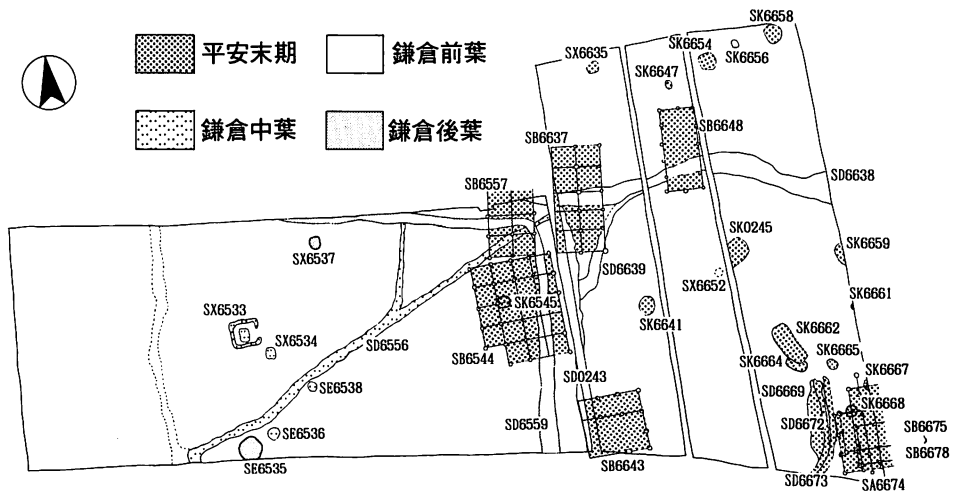 平安末期
鎌倉前葉
鎌倉中葉
鎌倉後葉
SK6658
SX6635
SK6654
SK6656
SK6647
SB6648
SB6637
SD6638
SB6557
SK0245
SK6659
SX6537
SD6639
SX6652
SK6545
SK6661
SX6533
SK6641
SK6662
SX6534
SD6556
SB6544
SK6664
SK6665
SE6538
SD0243
SD6669
SK6667
SK6668
SD6559
SD6672
SB6675
SE6536
SB6678
SE6535
SB6643
SD6673
SA6674